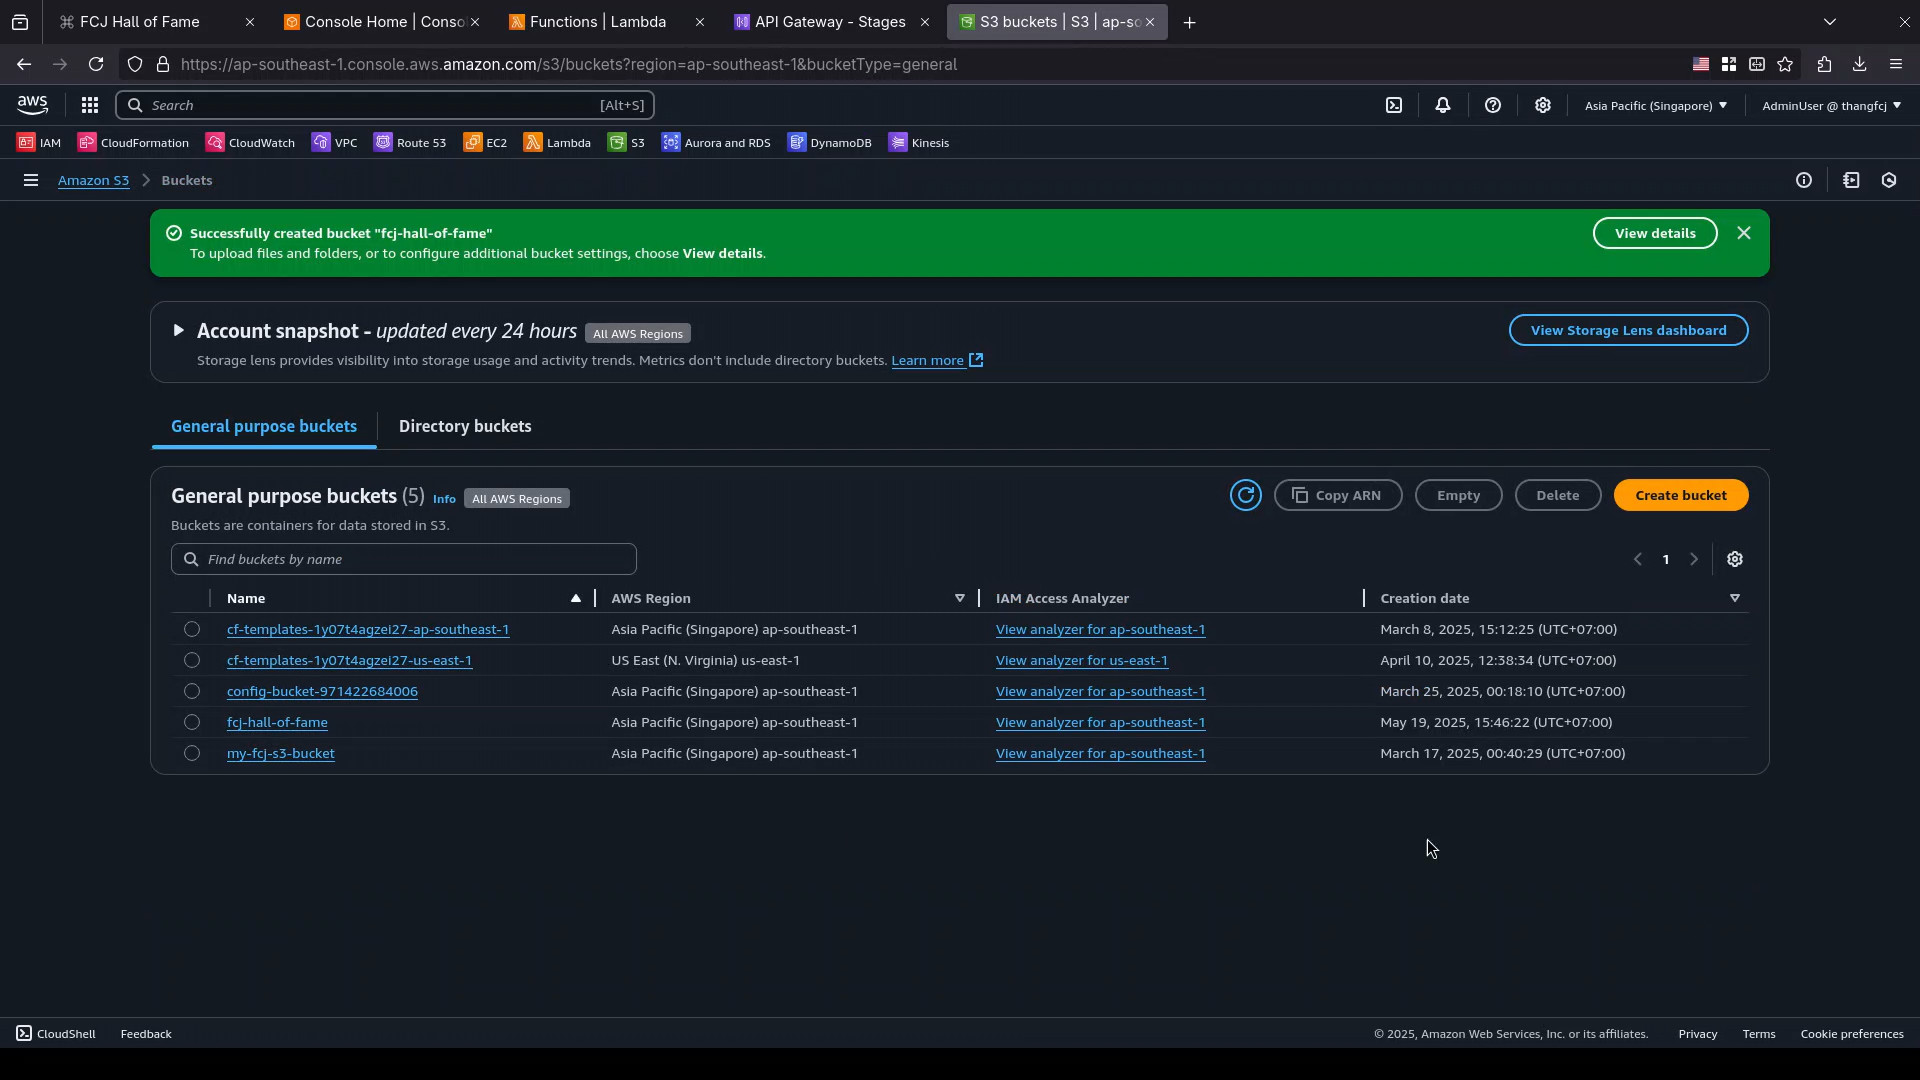 FCJ Hall of Fame
Console Home | Conso
Functions | Lambda
API Gateway - Stages
S3 buckets | S3 | ap-so
https://ap-southeast-1.console.aws.amazon.com/s3/buckets?region=ap-southeast-1&bucketType=general
aws
Search
[Alt+S]
Asia Pacific (Singapore)
AdminUser @ thangfcj
IAM
CloudFormation
CloudWatch
VPC
Route 53
EC2
Lambda
S3
Aurora and RDS
DynamoDB
Kinesis
Amazon S3
Buckets
Successfully created bucket "fcj-hall-of-fame"
To upload files and folders, or to configure additional bucket settings, choose View details.
View details
Account snapshot - updated every 24 hours
All AWS Regions
Storage lens provides visibility into storage usage and activity trends. Metrics don't include directory buckets. Learn more
View Storage Lens dashboard
General purpose buckets
Directory buckets
General purpose buckets (5)
Info
All AWS Regions
Copy ARN
Empty
Delete
Create bucket
Buckets are containers for data stored in S3.
Find buckets by name
1
Name
AWS Region
IAM Access Analyzer
Creation date
cf-templates-1y07t4agzei27-ap-southeast-1
Asia Pacific (Singapore) ap-southeast-1
View analyzer for ap-southeast-1
March 8, 2025, 15:12:25 (UTC+07:00)
cf-templates-1y07t4agzei27-us-east-1
US East (N. Virginia) us-east-1
View analyzer for us-east-1
April 10, 2025, 12:38:34 (UTC+07:00)
config-bucket-971422684006
Asia Pacific (Singapore) ap-southeast-1
View analyzer for ap-southeast-1
March 25, 2025, 00:18:10 (UTC+07:00)
fcj-hall-of-fame
Asia Pacific (Singapore) ap-southeast-1
View analyzer for ap-southeast-1
May 19, 2025, 15:46:22 (UTC+07:00)
my-fcj-s3-bucket
Asia Pacific (Singapore) ap-southeast-1
View analyzer for ap-southeast-1
March 17, 2025, 00:40:29 (UTC+07:00)
CloudShell
Feedback
© 2025, Amazon Web Services, Inc. or its affiliates.
Privacy
Terms
Cookie preferences